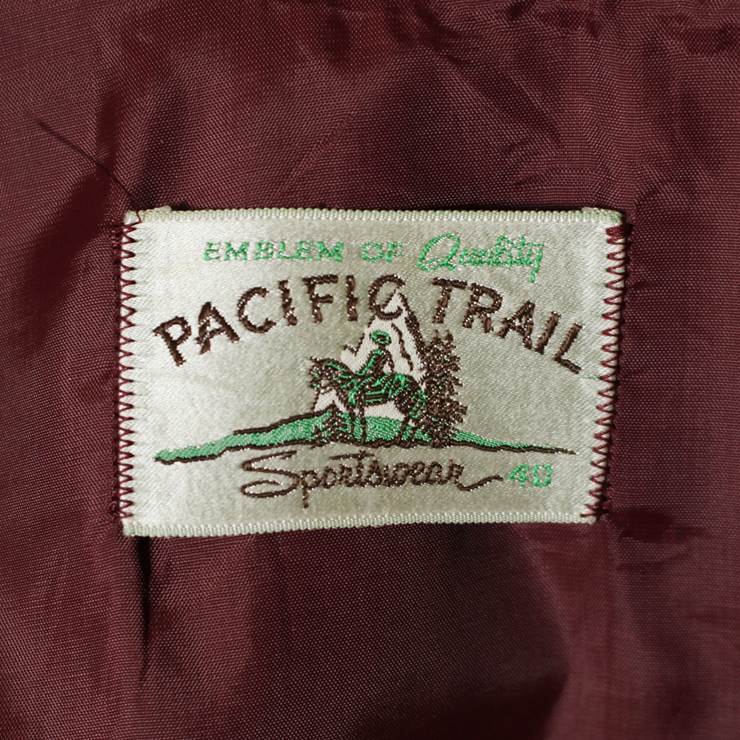 EMBLEM OF Quality
PACIFIC TRAIL
Sportswear 40